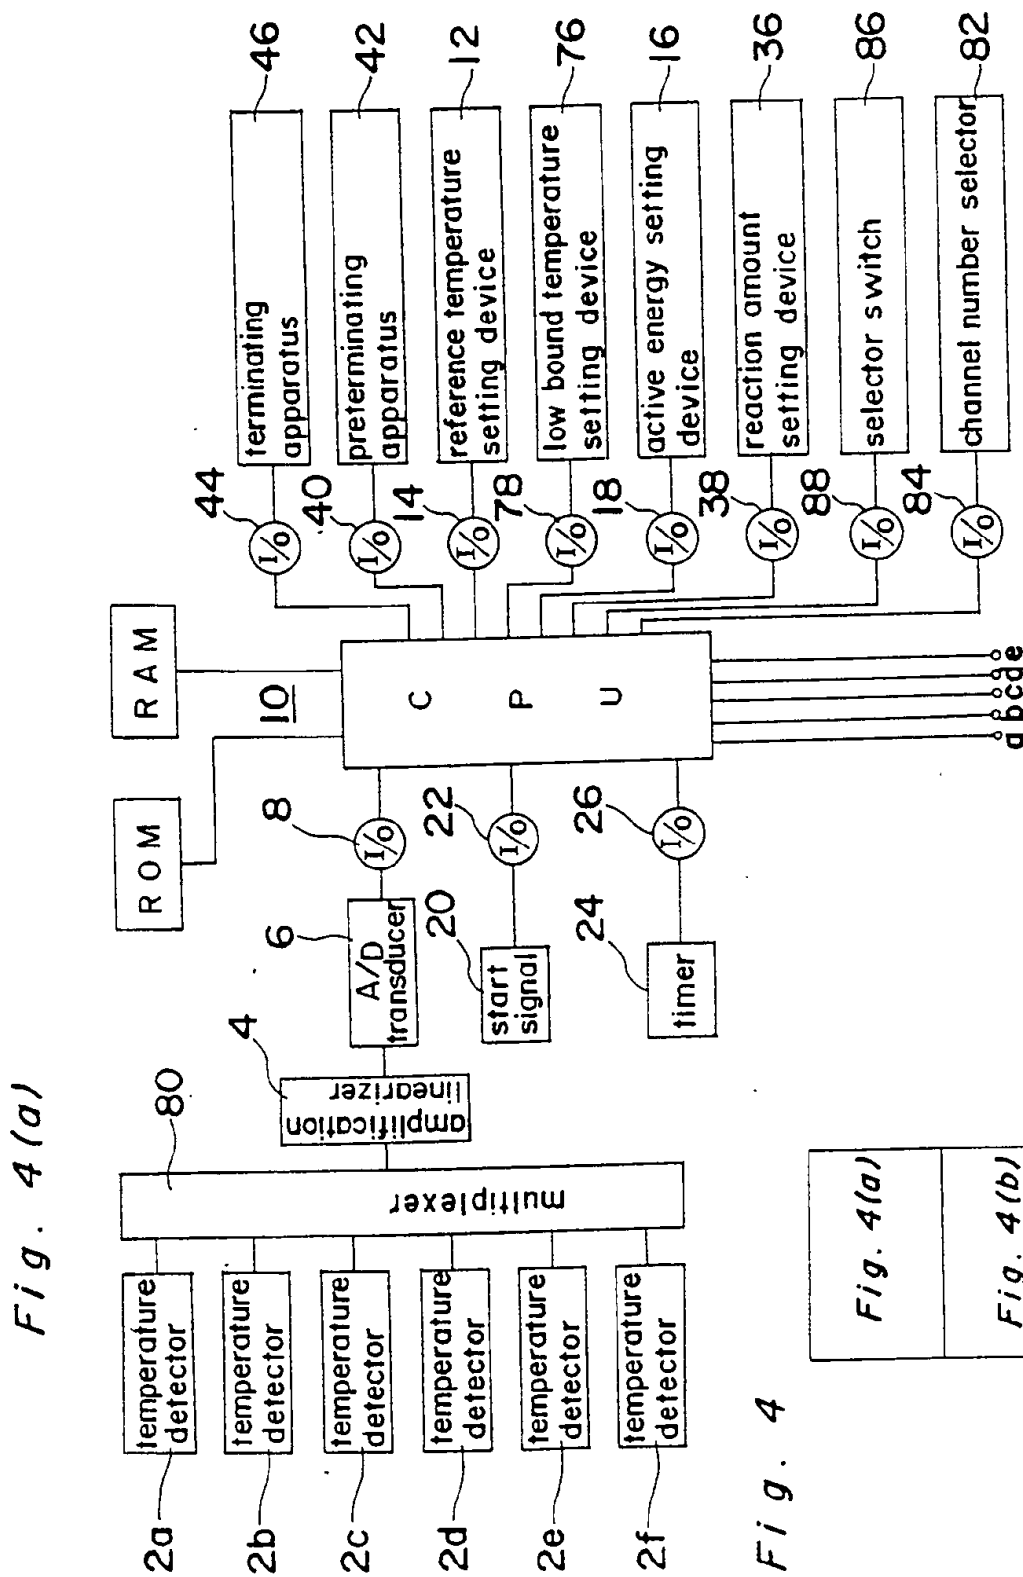 Fig. 4(a)
2a
temperature
detector
2b
temperature
detector
2c
temperature
detector
2d
temperature
detector
2e
temperature
detector
2f
temperature
detector
80
multiplexer
4
amplification
linearizer
6
A/D
transducer
8
I/O
20
start
signal
22
I/O
24
timer
26
I/O
ROM
RAM
10
C P U
a
b
c
d
e
44
I/O
terminating
apparatus
46
40
I/O
preterminating
apparatus
42
14
I/O
reference temperature
setting device
12
78
I/O
low bound temperature
setting device
76
18
I/O
active energy setting
device
16
38
I/O
reaction amount
setting device
36
88
I/O
selector switch
86
84
I/O
channel number selector
82
Fig. 4
Fig. 4(a)
Fig. 4(b)